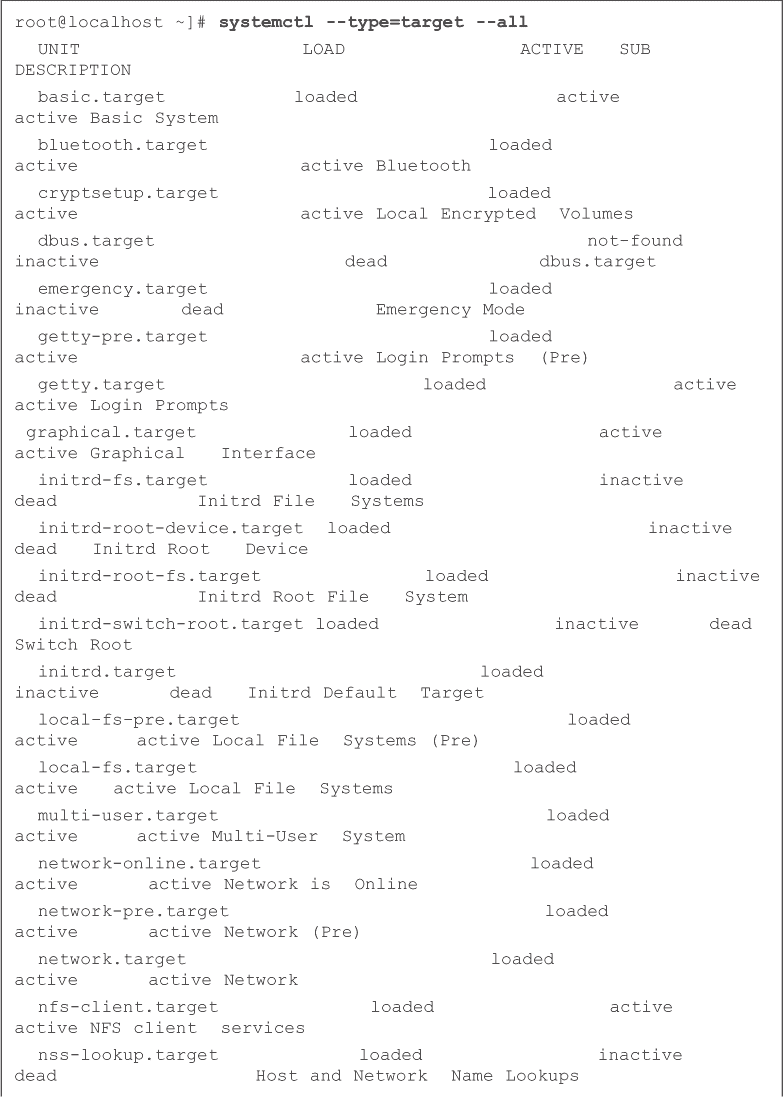 root@localhost ~]# systemctl --type=target --all
UNIT LOAD ACTIVE SUB
DESCRIPTION
basic.target loaded active
active Basic System
bluetooth.target loaded
active active Bluetooth
cryptsetup.target loaded
active active Local Encrypted Volumes
dbus.target not-found
inactive dead dbus.target
emergency.target loaded
inactive dead Emergency Mode
getty-pre.target loaded
active active Login Prompts (Pre)
getty.target loaded active
active Login Prompts
graphical.target loaded active
active Graphical Interface
initrd-fs.target loaded inactive
dead Initrd File Systems
initrd-root-device.target loaded inactive
dead Initrd Root Device
initrd-root-fs.target loaded inactive
dead Initrd Root File System
initrd-switch-root.target loaded inactive dead
Switch Root
initrd.target loaded
inactive dead Initrd Default Target
local-fs-pre.target loaded
active active Local File Systems (Pre)
local-fs.target loaded
active active Local File Systems
multi-user.target loaded
active active Multi-User System
network-online.target loaded
active active Network is Online
network-pre.target loaded
active active Network (Pre)
network.target loaded
active active Network
nfs-client.target loaded active
active NFS client services
nss-lookup.target loaded inactive
dead Host and Network Name Lookups